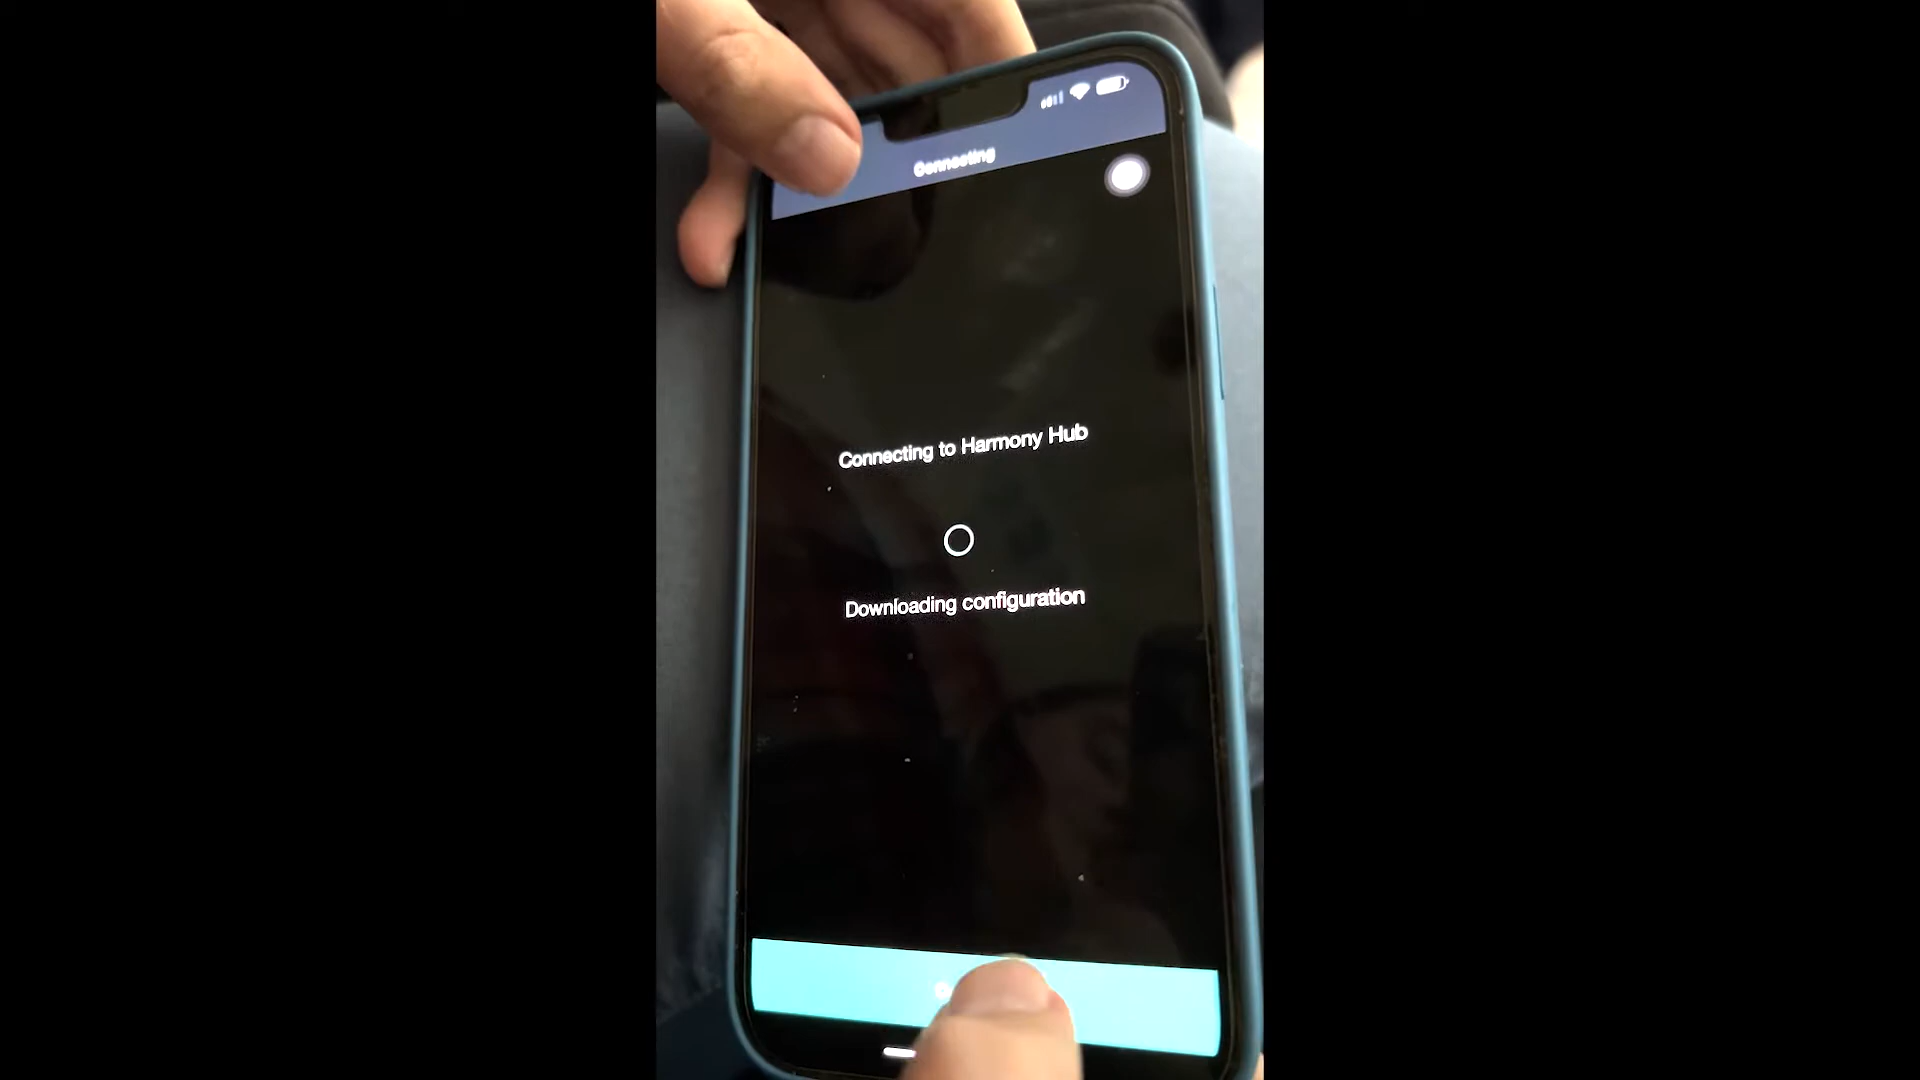 Connecting
Connecting to Harmony Hub
Downloading configuration